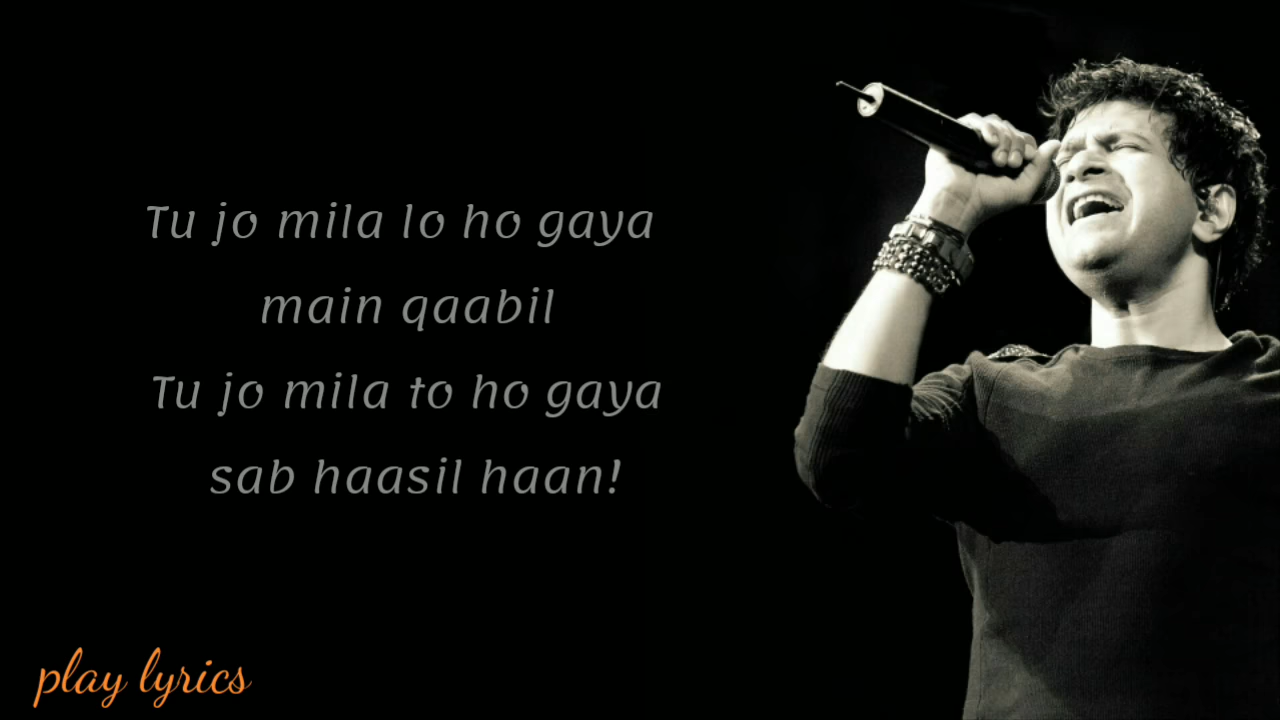 Tu jo mila lo ho gaya
main qaabil
Tu jo mila to ho gaya
sab haasil haan!
play lyrics